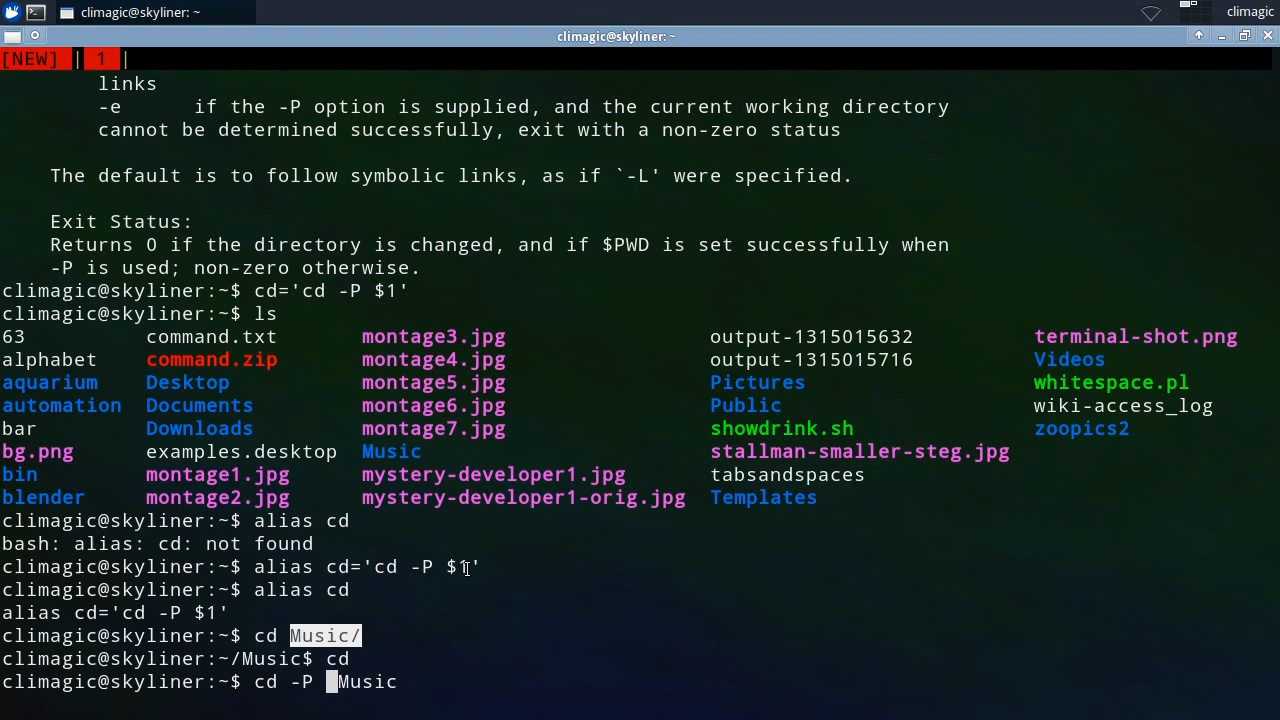 climagic@skyliner: ~
climagic
climagic@skyliner: ~
[NEW] | 1 |
links
-e      if the -P option is supplied, and the current working directory
cannot be determined successfully, exit with a non-zero status
The default is to follow symbolic links, as if `-L' were specified.
Exit Status:
Returns 0 if the directory is changed, and if $PWD is set successfully when
-P is used; non-zero otherwise.
climagic@skyliner:~$ cd='cd -P $1'
climagic@skyliner:~$ ls
63 command.txt montage3.jpg output-1315015632 terminal-shot.png
alphabet command.zip montage4.jpg output-1315015716 Videos
aquarium Desktop montage5.jpg Pictures whitespace.pl
automation Documents montage6.jpg Public wiki-access_log
bar Downloads montage7.jpg showdrink.sh zoopics2
bg.png examples.desktop Music stallman-smaller-steg.jpg
bin montage1.jpg mystery-developer1.jpg tabsandspaces
blender montage2.jpg mystery-developer1-orig.jpg Templates
climagic@skyliner:~$ alias cd
bash: alias: cd: not found
climagic@skyliner:~$ alias cd='cd -P $1'
climagic@skyliner:~$ alias cd
alias cd='cd -P $1'
climagic@skyliner:~$ cd Music/
climagic@skyliner:~/Music$ cd
climagic@skyliner:~$ cd -P  Music